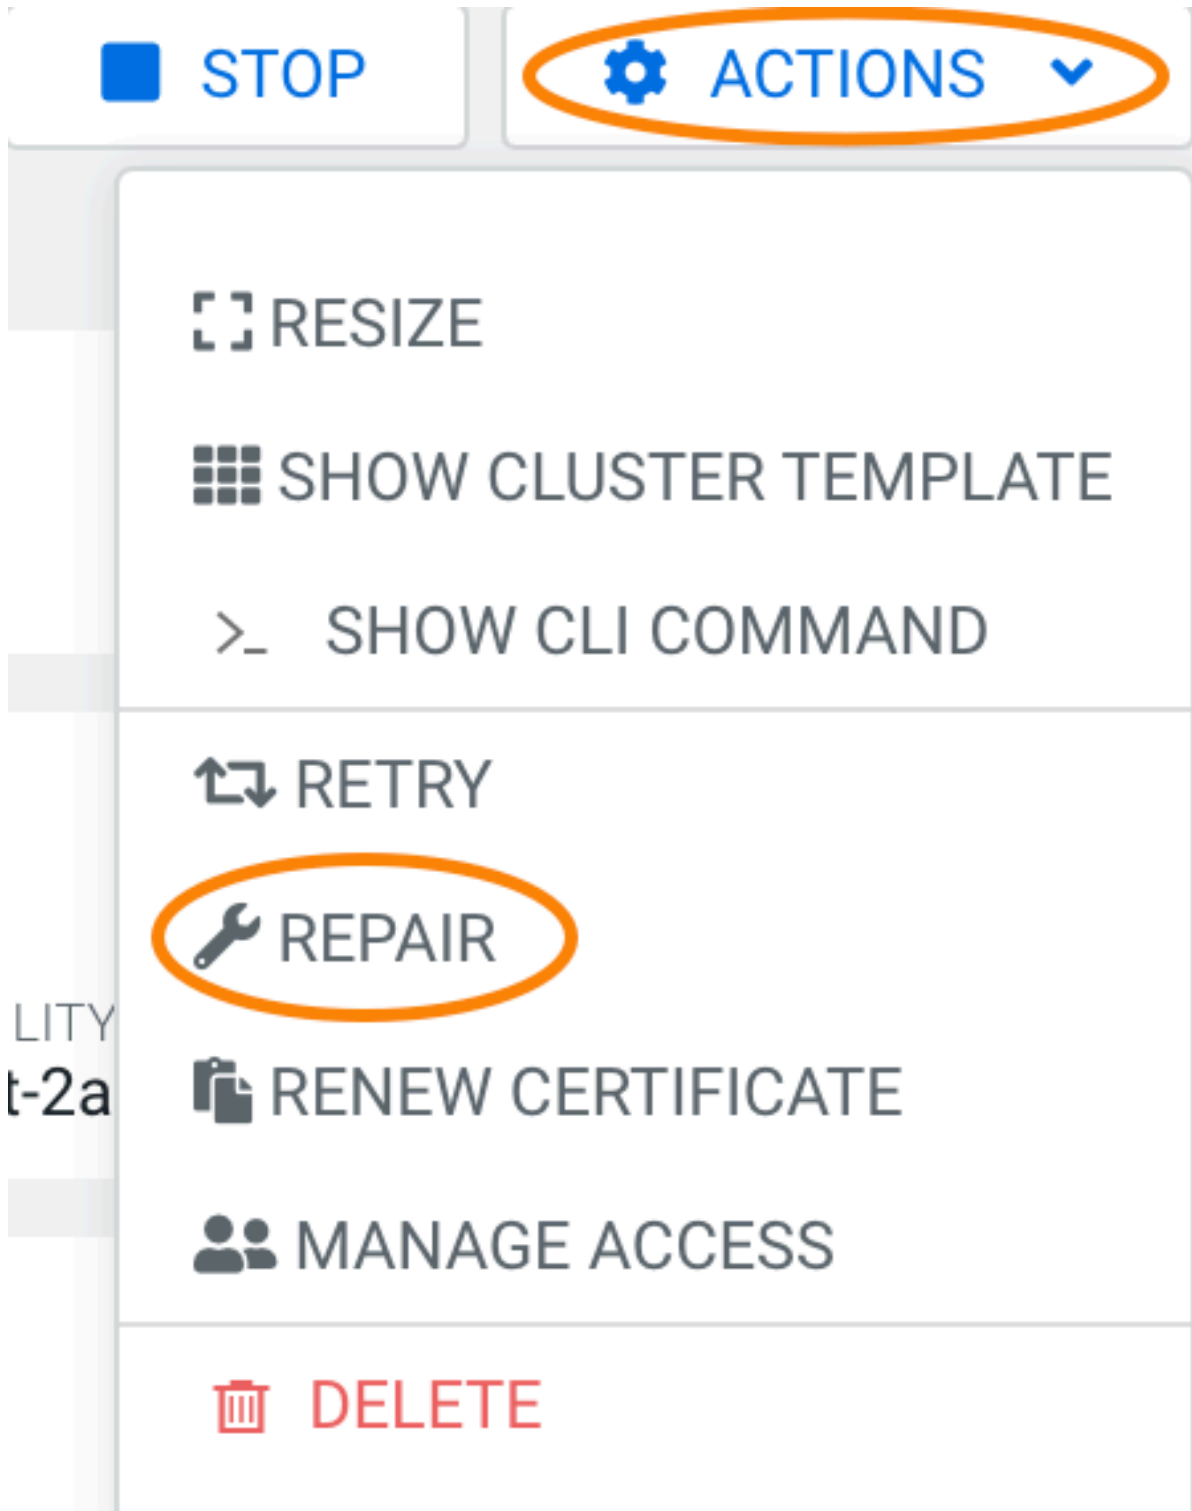 STOP ACTIONS
RESIZE
SHOW CLUSTER TEMPLATE
>_ SHOW CLI COMMAND
RETRY
REPAIR
LITY
t-2a
RENEW CERTIFICATE
MANAGE ACCESS
DELETE